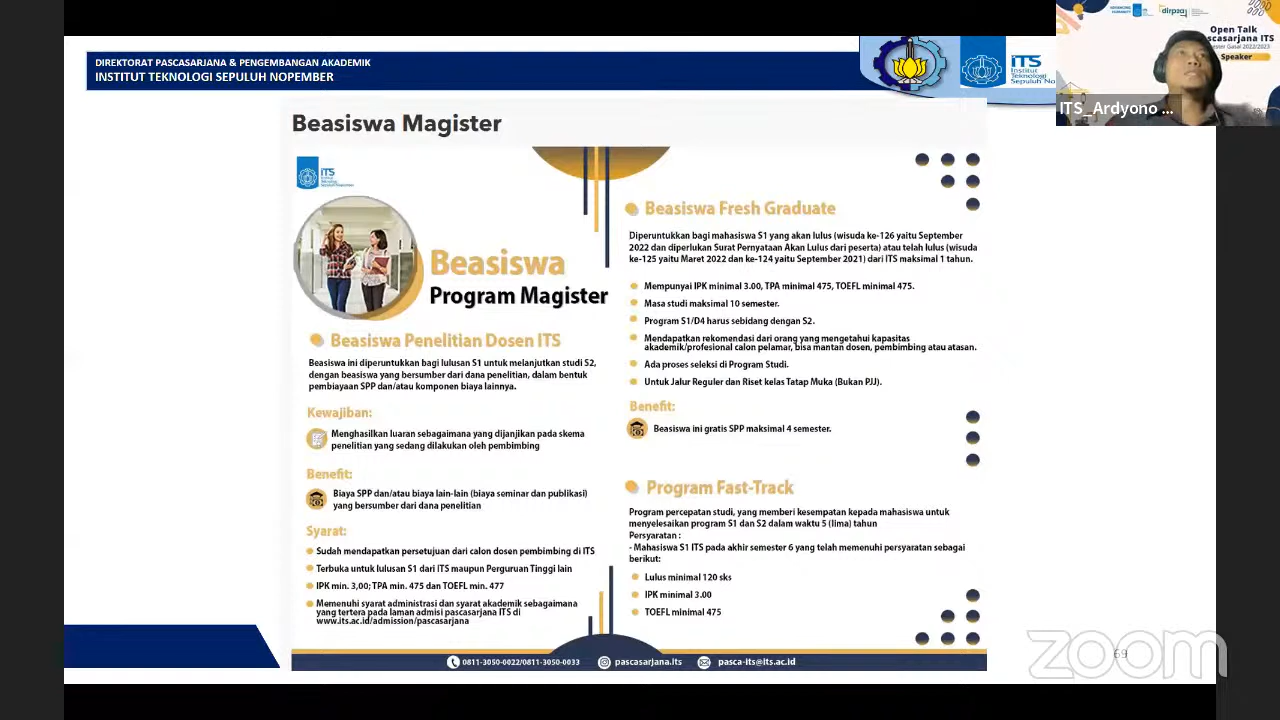 DIREKTORAT PASCASARJANA & PENGEMBANGAN AKADEMIK
INSTITUT TEKNOLOGI SEPULUH NOPEMBER
ITS
Institut
Teknologi
Sepuluh No
Open Talk
scasarjana ITS
ester Gasal 2022/2023
Speaker
ITS_Ardyono ...
Beasiswa Magister
ITS
Institut
Teknologi
Sepuluh Nopember
Beasiswa
Program Magister
Beasiswa Penelitian Dosen ITS
Beasiswa ini diperuntukkan bagi lulusan S1 untuk melanjutkan studi S2,
dengan beasiswa yang bersumber dari dana penelitian, dalam bentuk
pembiayaan SPP dan/atau komponen biaya lainnya.
Kewajiban:
Menghasilkan luaran sebagaimana yang dijanjikan pada skema
penelitian yang sedang dilakukan oleh pembimbing
Benefit:
Biaya SPP dan/atau biaya lain-lain (biaya seminar dan publikasi)
yang bersumber dari dana penelitian
Syarat:
Sudah mendapatkan persetujuan dari calon dosen pembimbing di ITS
Terbuka untuk lulusan S1 dari ITS maupun Perguruan Tinggi lain
IPK min. 3,00; TPA min. 475 dan TOEFL min. 477
Memenuhi syarat administrasi dan syarat akademik sebagaimana
yang tertera pada laman admisi pascasarjana ITS di
www.its.ac.id/admission/pascasarjana
Beasiswa Fresh Graduate
Diperuntukkan bagi mahasiswa S1 yang akan lulus (wisuda ke-126 yaitu September
2022 dan diperlukan Surat Pernyataan Akan Lulus dari peserta) atau telah lulus (wisuda
ke-125 yaitu Maret 2022 dan ke-124 yaitu September 2021) dari ITS maksimal 1 tahun.
Mempunyai IPK minimal 3.00, TPA minimal 475, TOEFL minimal 475.
Masa studi maksimal 10 semester.
Program S1/D4 harus sebidang dengan S2.
Mendapatkan rekomendasi dari orang yang mengetahui kapasitas
akademik/profesional calon pelamar, bisa mantan dosen, pembimbing atau atasan.
Ada proses seleksi di Program Studi.
Untuk Jalur Reguler dan Riset kelas Tatap Muka (Bukan PJJ).
Benefit:
Beasiswa ini gratis SPP maksimal 4 semester.
Program Fast-Track
Program percepatan studi, yang memberi kesempatan kepada mahasiswa untuk
menyelesaikan program S1 dan S2 dalam waktu 5 (lima) tahun
Persyaratan :
- Mahasiswa S1 ITS pada akhir semester 6 yang telah memenuhi persyaratan sebagai
berikut:
Lulus minimal 120 sks
IPK minimal 3.00
TOEFL minimal 475
0811-3050-0022/0811-3050-0033
pascasarjana.its
pasca-its@its.ac.id
69
zoom